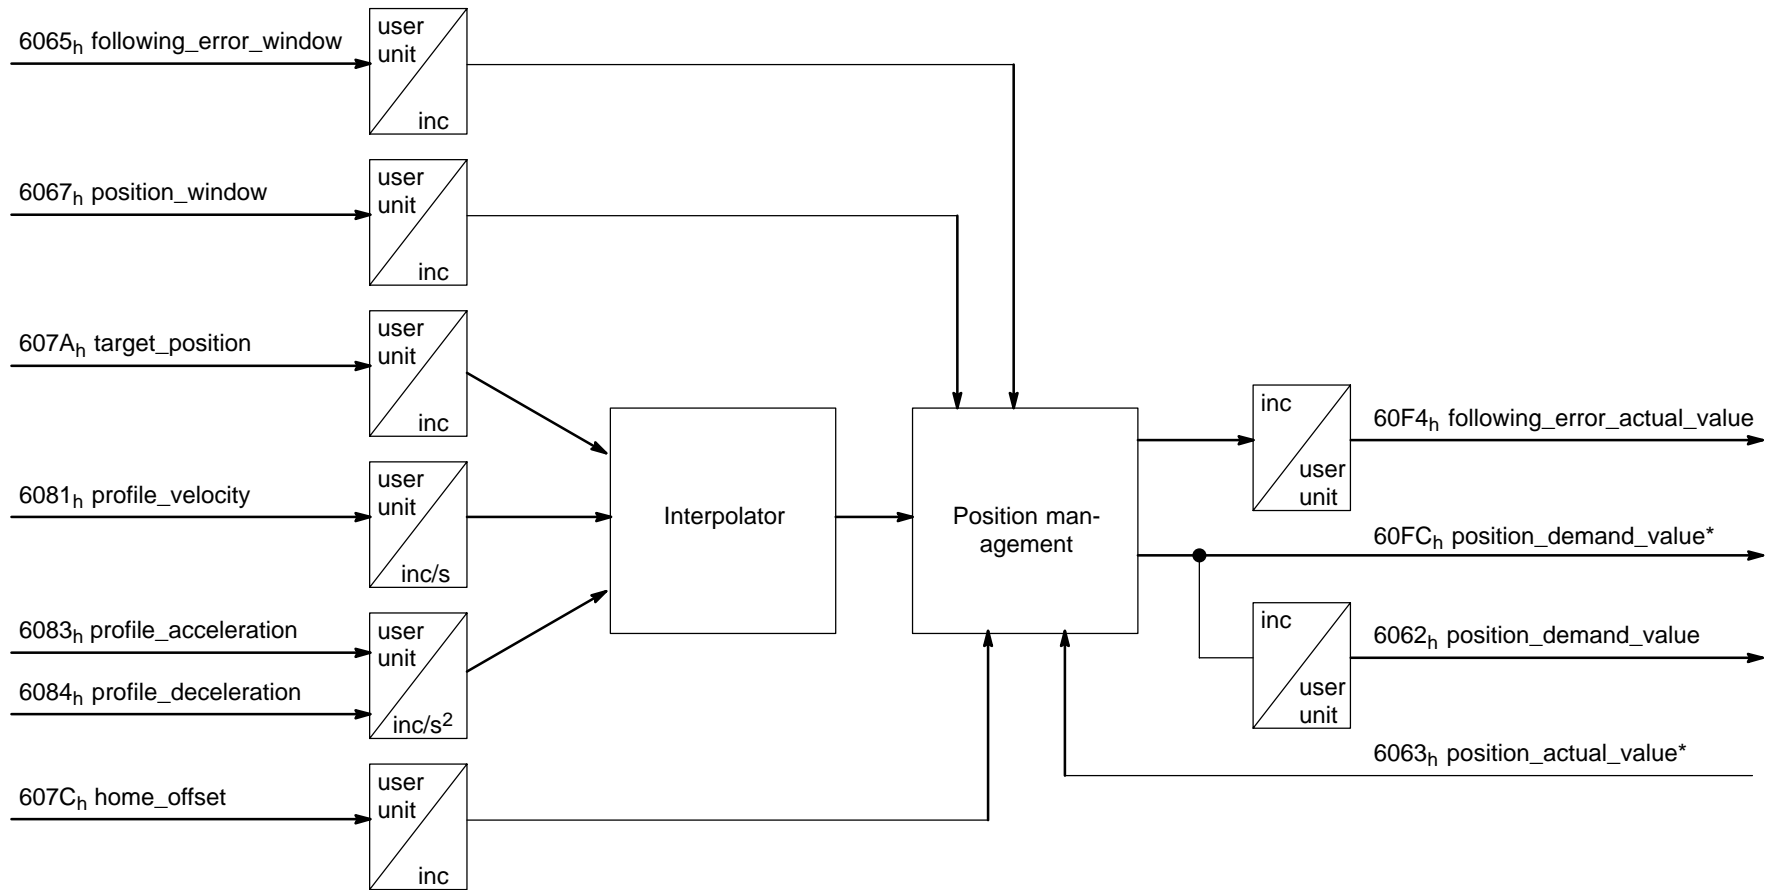 6065h following_error_window
user
unit
inc
6067h position_window
user
unit
inc
607Ah target_position
user
unit
inc
6081h profile_velocity
user
unit
inc/s
6083h profile_acceleration
6084h profile_deceleration
user
unit
inc/s2
607Ch home_offset
user
unit
inc
Interpolator
Position man-
agement
inc
user
unit
60F4h following_error_actual_value
60FCh position_demand_value*
inc
user
unit
6062h position_demand_value
6063h position_actual_value*